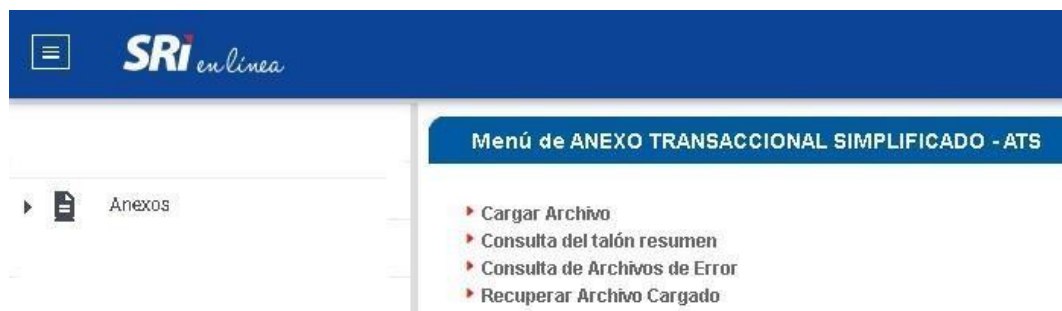 SRi en línea
Menú de ANEXO TRANSACCIONAL SIMPLIFICADO - ATS
Anexos
Cargar Archivo
Consulta del talón resumen
Consulta de Archivos de Error
Recuperar Archivo Cargado